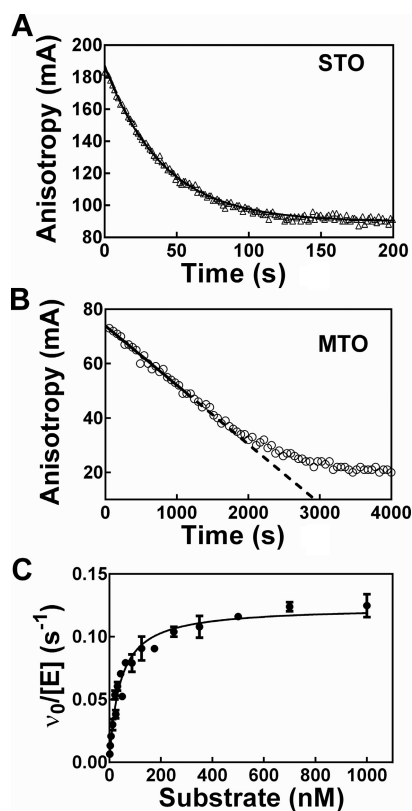 A
200
180
160
140
120
100
80
Anisotropy (mA)
STO
0 50 100 150 200
Time (s)
B
80
60
40
20
Anisotropy (mA)
MTO
0 1000 2000 3000 4000
Time (s)
C
0.15
0.10
0.05
0.00
ν0/[E] (s-1)
0 200 400 600 800 1000
Substrate (nM)